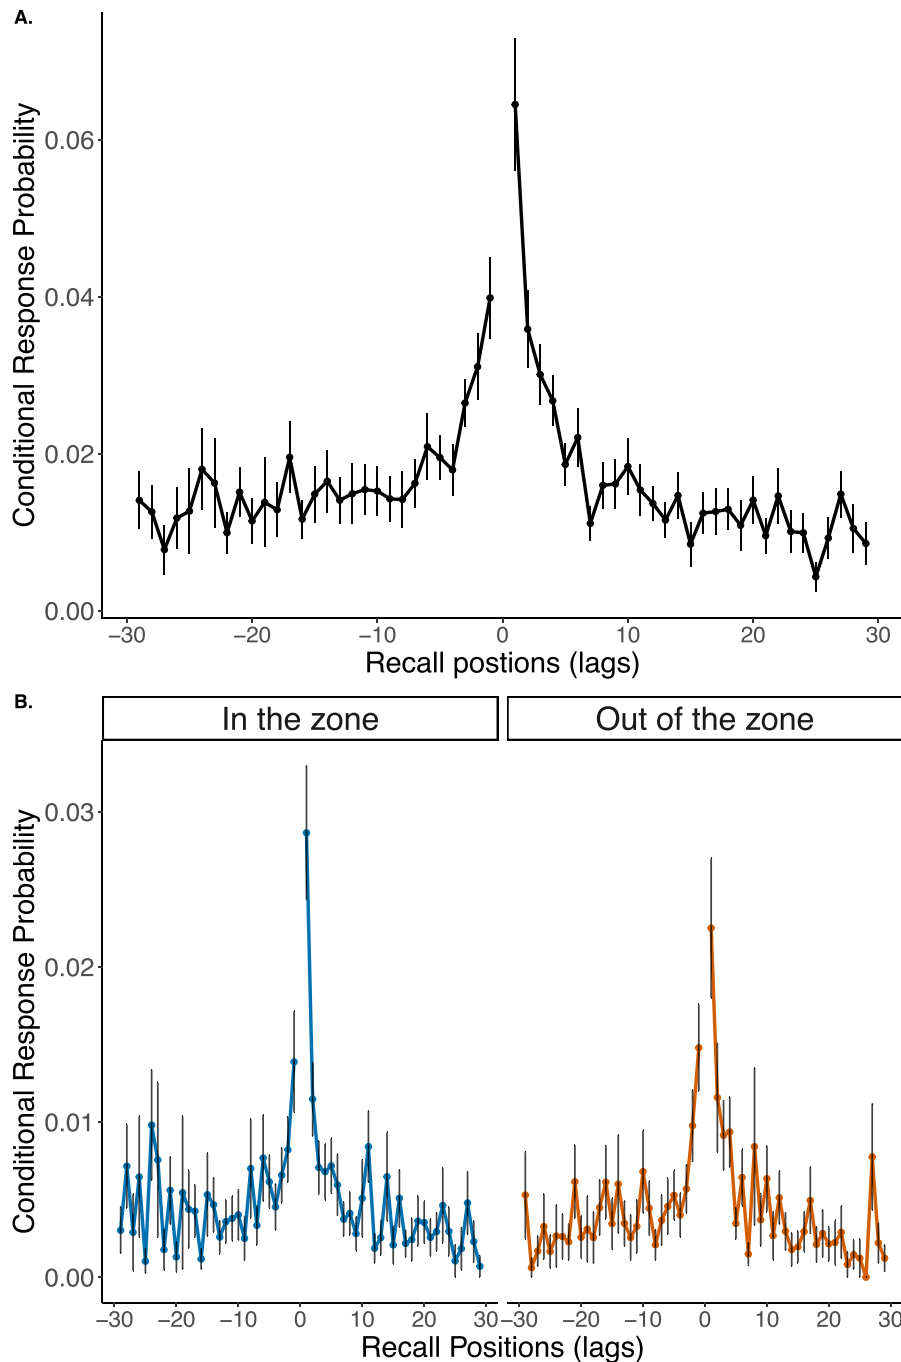 A.
Conditional Response Probability
0.06
0.04
0.02
0.00
−30 −20 −10 0 10 20 30
Recall postions (lags)
B.
In the zone Out of the zone
Conditional Response Probability
0.03
0.02
0.01
0.00
−30 −20 −10 0 10 20 30 −30 −20 −10 0 10 20 30
Recall Positions (lags)